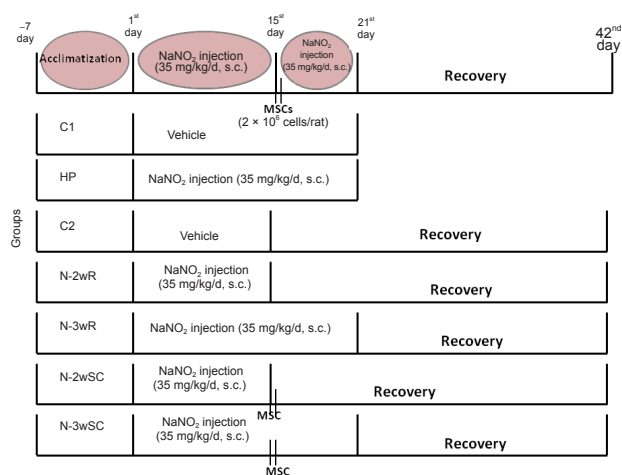 –7 day
1st day
15st day
21st day
42nd day
Acclimatization
NaNO2 injection
(35 mg/kg/d, s.c.)
NaNO2
injection
(35 mg/kg/d, s.c.)
Recovery
MSCs
(2 × 10^6 cells/rat)
Groups
C1
Vehicle
HP
NaNO2 injection (35 mg/kg/d, s.c.)
C2
Vehicle
Recovery
N-2wR
NaNO2 injection
(35 mg/kg/d, s.c.)
Recovery
N-3wR
NaNO2 injection (35 mg/kg/d, s.c.)
Recovery
N-2wSC
NaNO2 injection
(35 mg/kg/d, s.c.)
MSC
Recovery
N-3wSC
NaNO2 injection
(35 mg/kg/d, s.c.)
MSC
Recovery